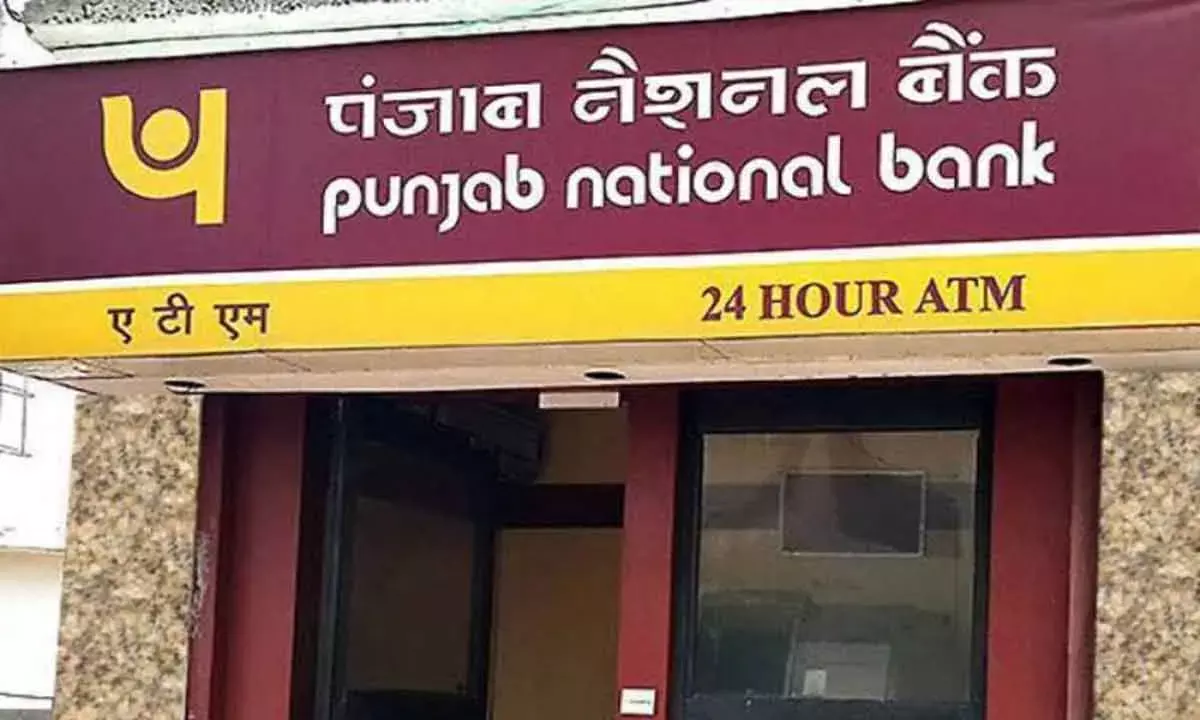 पंजाब नैशनल बैंक
punjab national bank
ए टी एम 24 HOUR ATM